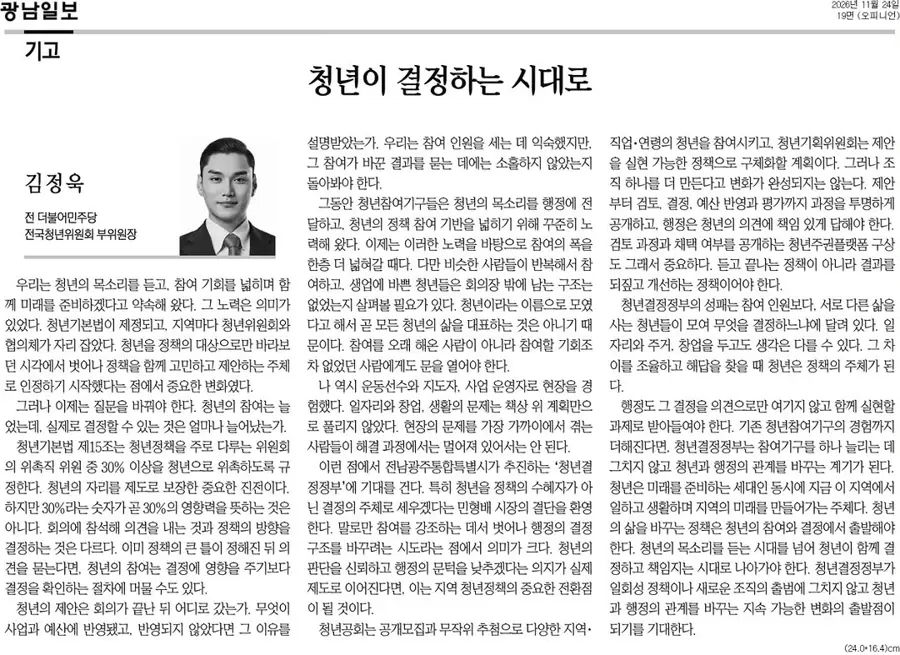 광남일보
2026년 11월 24일
19면 (오피니언)
기고
청년이 결정하는 시대로
김정욱
전 더불어민주당
전국청년위원회 부위원장
우리는 청년의 목소리를 듣고, 참여 기회를 넓히며 함
께 미래를 준비하겠다고 약속해 왔다. 그 노력은 의미가
있었다. 청년기본법이 제정되고, 지역마다 청년위원회와
협의체가 자리 잡았다. 청년을 정책의 대상으로만 바라보
던 시각에서 벗어나 정책을 함께 고민하고 제안하는 주체
로 인정하기 시작했다는 점에서 중요한 변화였다.
그러나 이제는 질문을 바꿔야 한다. 청년의 참여는 늘
었는데, 실제로 결정할 수 있는 것은 얼마나 늘어났는가.
청년기본법 제15조는 청년정책을 주로 다루는 위원회
의 위촉직 위원 중 30% 이상을 청년으로 위촉하도록 규
정한다. 청년의 자리를 제도로 보장한 중요한 진전이다.
하지만 30%라는 숫자가 곧 30%의 영향력을 뜻하는 것은
아니다. 회의에 참석해 의견을 내는 것과 정책의 방향을
결정하는 것은 다르다. 이미 정책의 큰 틀이 정해진 뒤 의
견을 묻는다면, 청년의 참여는 결정에 영향을 주기보다
결정을 확인하는 절차에 머물 수도 있다.
청년의 제안은 회의가 끝난 뒤 어디로 갔는가. 무엇이
사업과 예산에 반영됐고, 반영되지 않았다면 그 이유를
설명받았는가. 우리는 참여 인원을 세는 데 익숙했지만,
그 참여가 바꾼 결과를 묻는 데에는 소홀하지 않았는지
돌아봐야 한다.
그동안 청년참여기구들은 청년의 목소리를 행정에 전
달하고, 청년의 정책 참여 기반을 넓히기 위해 꾸준히 노
력해 왔다. 이제는 이러한 노력을 바탕으로 참여의 폭을
한층 더 넓혀갈 때다. 다만 비슷한 사람들이 반복해서 참
여하고, 생업에 바쁜 청년들은 회의장 밖에 남는 구조는
없었는지 살펴볼 필요가 있다. 청년이라는 이름으로 모였
다고 해서 곧 모든 청년의 삶을 대표하는 것은 아니기 때
문이다. 참여를 오래 해온 사람이 아니라 참여할 기회조
차 없었던 사람에게도 문을 열어야 한다.
나 역시 운동선수와 지도자, 사업 운영자로 현장을 경
험했다. 일자리와 창업, 생활의 문제는 책상 위 계획만으
로 풀리지 않았다. 현장의 문제를 가장 가까이에서 겪는
사람들이 해결 과정에서는 멀어져 있어서는 안 된다.
이런 점에서 전남광주통합특별시가 추진하는 ‘청년결
정정부’에 기대를 건다. 특히 청년을 정책의 수혜자가 아
닌 결정의 주체로 세우겠다는 민형배 시장의 결단을 환영
한다. 말로만 참여를 강조하는 데서 벗어나 행정의 결정
구조를 바꾸려는 시도라는 점에서 의미가 크다. 청년의
판단을 신뢰하고 행정의 문턱을 낮추겠다는 의지가 실제
제도로 이어진다면, 이는 지역 청년정책의 중요한 전환점
이 될 것이다.
청년공회는 공개모집과 무작위 추첨으로 다양한 지역·
직업·연령의 청년을 참여시키고, 청년기획위원회는 제안
을 실현 가능한 정책으로 구체화할 계획이다. 그러나 조
직 하나를 더 만든다고 변화가 완성되지는 않는다. 제안
부터 검토, 결정, 예산 반영과 평가까지 과정을 투명하게
공개하고, 행정은 청년의 의견에 책임 있게 답해야 한다.
검토 과정과 채택 여부를 공개하는 청년주권플랫폼 구상
도 그래서 중요하다. 듣고 끝나는 정책이 아니라 결과를
되짚고 개선하는 정책이어야 한다.
청년결정정부의 성패는 참여 인원보다, 서로 다른 삶을
사는 청년들이 모여 무엇을 결정하느냐에 달려 있다. 일
자리와 주거, 창업을 두고도 생각은 다를 수 있다. 그 차
이를 조율하고 해답을 찾을 때 청년은 정책의 주체가 된
다.
행정도 그 결정을 의견으로만 여기지 않고 함께 실현할
과제로 받아들여야 한다. 기존 청년참여기구의 경험까지
더해진다면, 청년결정정부는 참여기구를 하나 늘리는 데
그치지 않고 청년과 행정의 관계를 바꾸는 계기가 된다.
청년은 미래를 준비하는 세대인 동시에 지금 이 지역에서
일하고 생활하며 지역의 미래를 만들어가는 주체다. 청년
의 삶을 바꾸는 정책은 청년의 참여와 결정에서 출발해야
한다. 청년의 목소리를 듣는 시대를 넘어 청년이 함께 결
정하고 책임지는 시대로 나아가야 한다. 청년결정정부가
일회성 정책이나 새로운 조직의 출범에 그치지 않고 청년
과 행정의 관계를 바꾸는 지속 가능한 변화의 출발점이
되기를 기대한다.
(24.0*16.4)cm